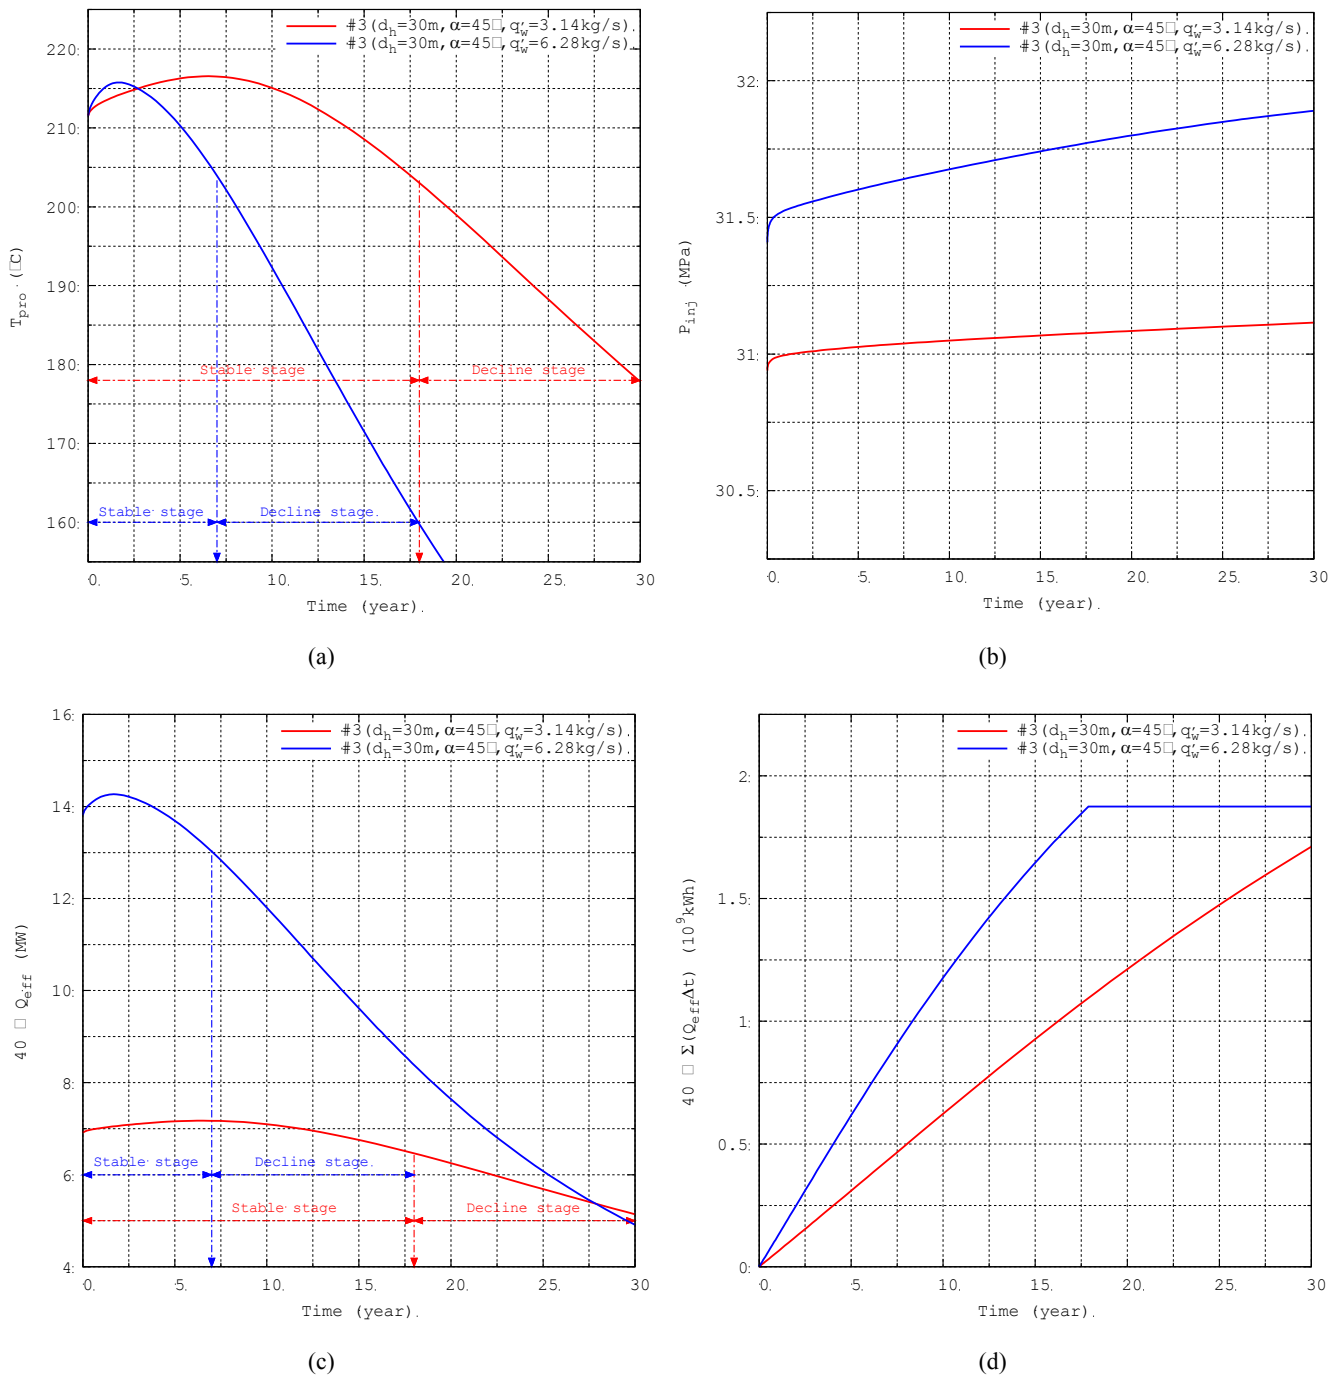 #3(dh=30m,α=45□,q′w=3.14kg/s).
#3(dh=30m,α=45□,q′w=6.28kg/s).
220:
210:
200:
190:
180:
170:
160:
Tpro·(□C)
Stable stage
Decline stage
Stable stage
Decline stage.
0.
5.
10.
15.
20.
25.
30
Time (year).
(a)
#3(dh=30m,α=45□,q′w=3.14kg/s).
#3(dh=30m,α=45□,q′w=6.28kg/s).
32:
31.5:
31:
30.5:
Pinj·(MPa)
0.
5.
10.
15.
20.
25.
30
Time (year).
(b)
#3(dh=30m,α=45□,q′w=3.14kg/s).
#3(dh=30m,α=45□,q′w=6.28kg/s).
16:
14:
12:
10:
8:
6:
4:
40 □ Qeff (MW)
Stable stage
Decline stage.
Stable stage
Decline stage
0.
5.
10.
15.
20.
25.
30
Time (year).
(c)
#3(dh=30m,α=45□,q′w=3.14kg/s).
#3(dh=30m,α=45□,q′w=6.28kg/s).
2:
1.5:
1:
0.5:
0:
40 □ Σ(QeffΔt) (10⁹kWh)
0.
5.
10.
15.
20.
25.
30
Time (year).
(d)